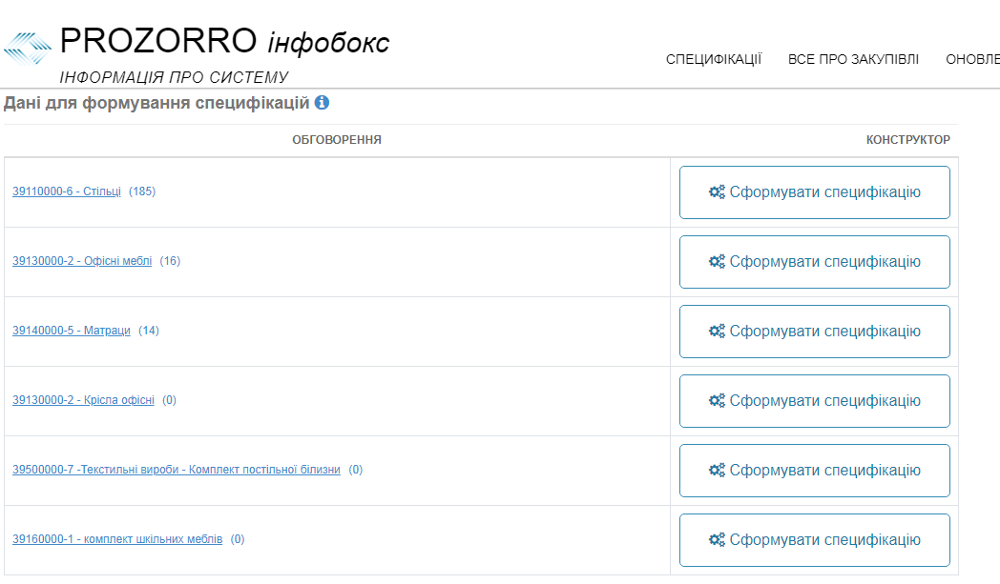 PROZORRO інфобокс
ІНФОРМАЦІЯ ПРО СИСТЕМУ
СПЕЦИФІКАЦІЇ ВСЕ ПРО ЗАКУПІВЛІ ОНОВЛЕ
Дані для формування специфікацій
ОБГОВОРЕННЯ КОНСТРУКТОР
39110000-6 - Стільці (185) Сформувати специфікацію
39130000-2 - Офісні меблі (16) Сформувати специфікацію
39140000-5 - Матраци (14) Сформувати специфікацію
39130000-2 - Крісла офісні (0) Сформувати специфікацію
39500000-7 -Текстильні вироби - Комплект постільної білизни (0) Сформувати специфікацію
39160000-1 - комплект шкільних меблів (0) Сформувати специфікацію